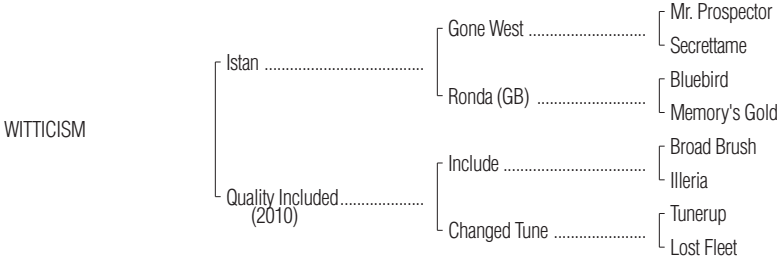 Mr. Prospector
Gone West
Secrettame
Istan
Bluebird
Ronda (GB)
Memory's Gold
WITTICISM
Broad Brush
Include
Illeria
Quality Included
(2010)
Tunerup
Changed Tune
Lost Fleet